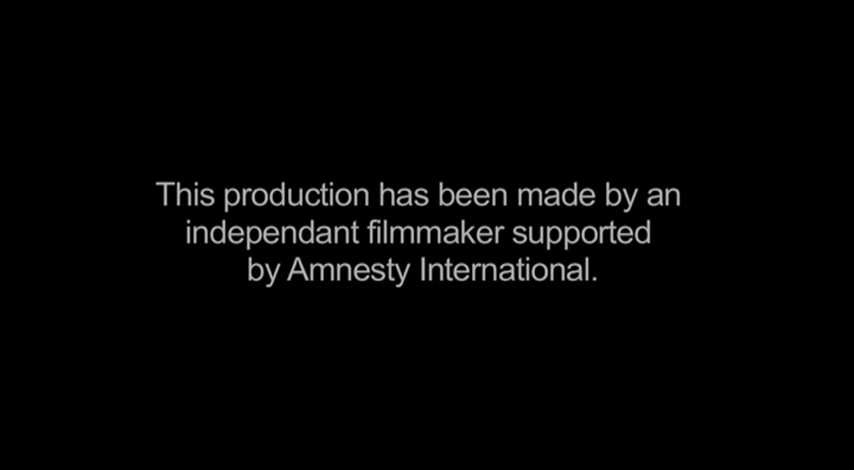 This production has been made by an
independant filmmaker supported
by Amnesty International.